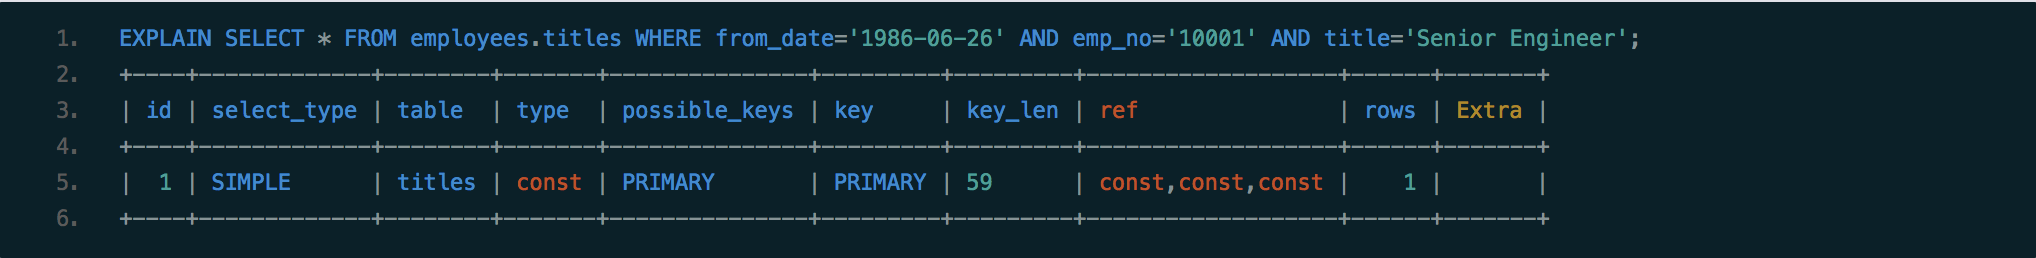 1. EXPLAIN SELECT * FROM employees.titles WHERE from_date='1986-06-26' AND emp_no='10001' AND title='Senior Engineer';
2. +----+-------------+--------+-------+---------------+---------+---------+-------------------+------+-------+
3. | id | select_type | table  | type  | possible_keys | key     | key_len | ref               | rows | Extra |
4. +----+-------------+--------+-------+---------------+---------+---------+-------------------+------+-------+
5. |  1 | SIMPLE      | titles | const | PRIMARY       | PRIMARY | 59      | const,const,const |    1 |       |
6. +----+-------------+--------+-------+---------------+---------+---------+-------------------+------+-------+